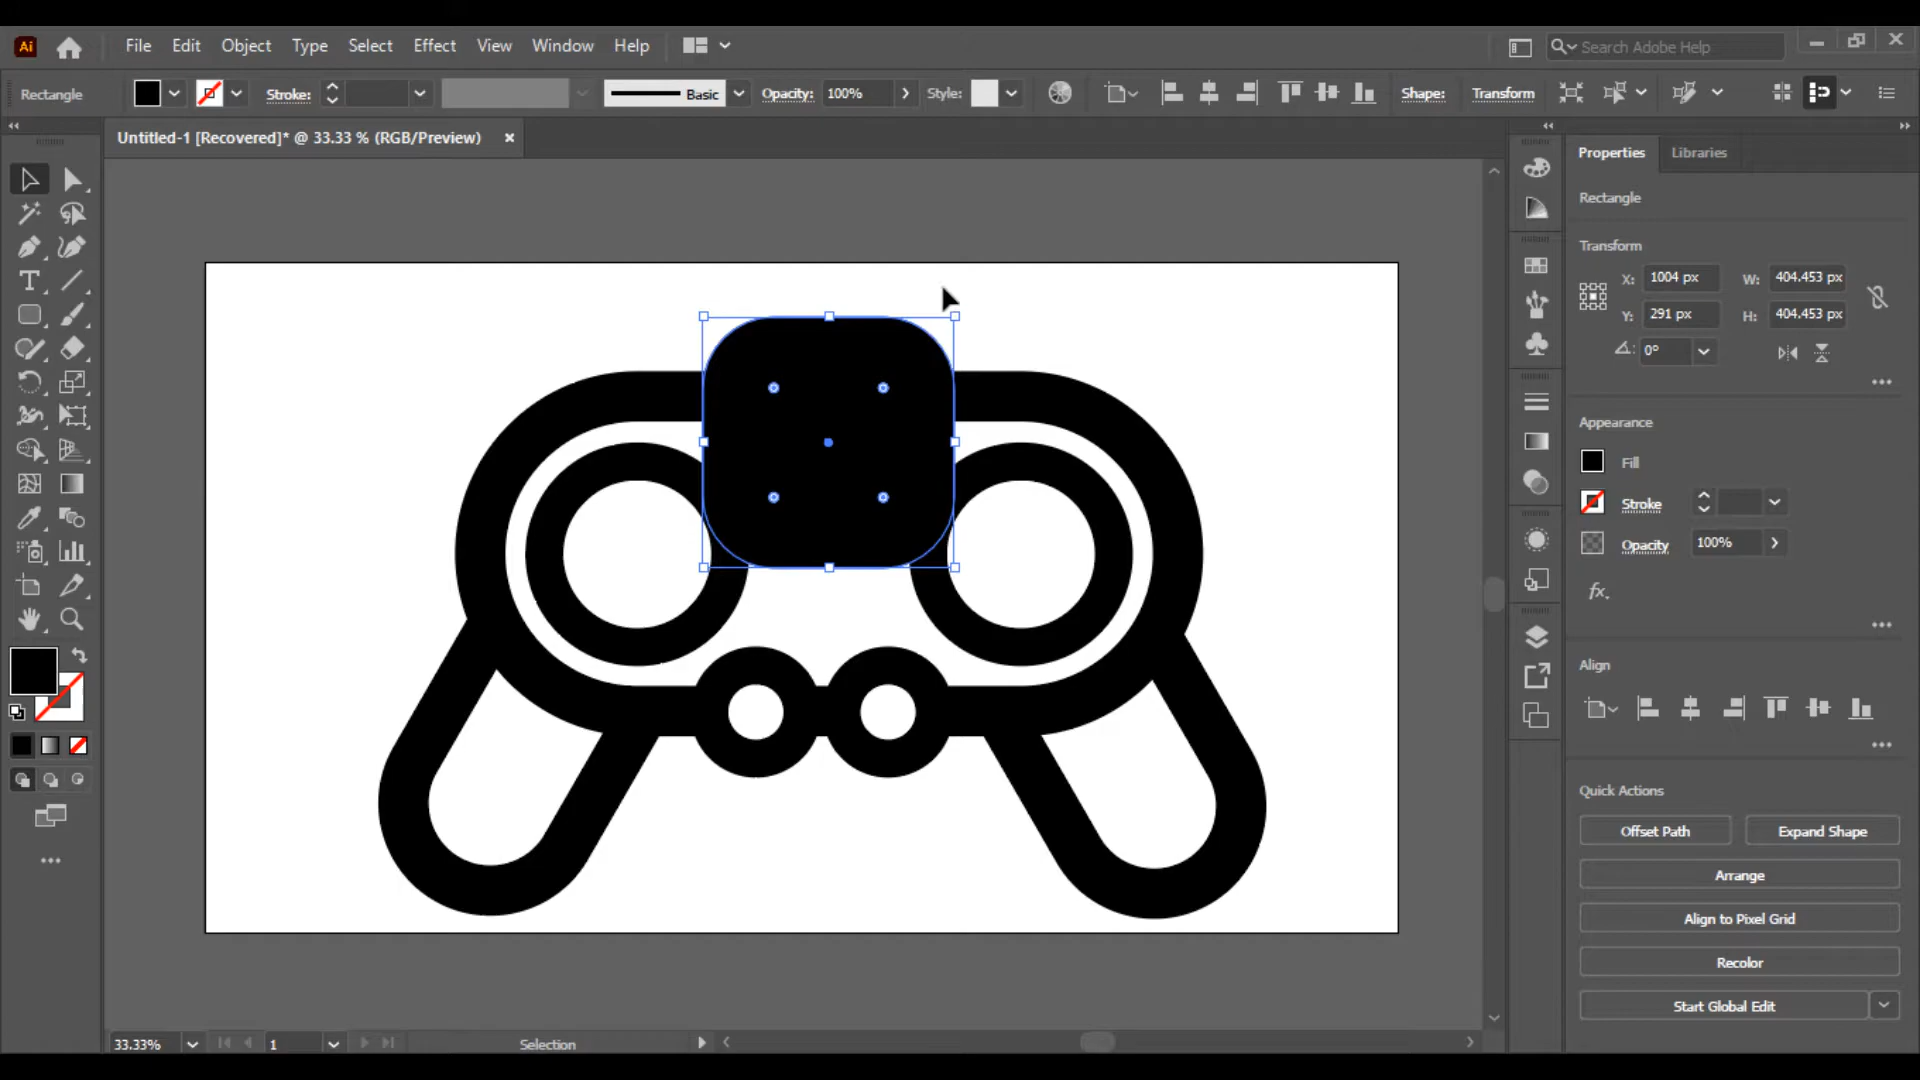 Ai File Edit Object Type Select Effect View Window Help Search Adobe Help
Rectangle Stroke: Basic Opacity: 100% Style: Shape: Transform
Untitled-1 [Recovered]* @ 33.33 % (RGB/Preview) ×
Properties Libraries
Rectangle
Transform
X: 1004 px W: 404.453 px
Y: 291 px H: 404.453 px
0°
Appearance
Fill
Stroke
Opacity 100%
fx.
Align
Quick Actions
Offset Path Expand Shape
Arrange
Align to Pixel Grid
Recolor
Start Global Edit
33.33% 1 Selection